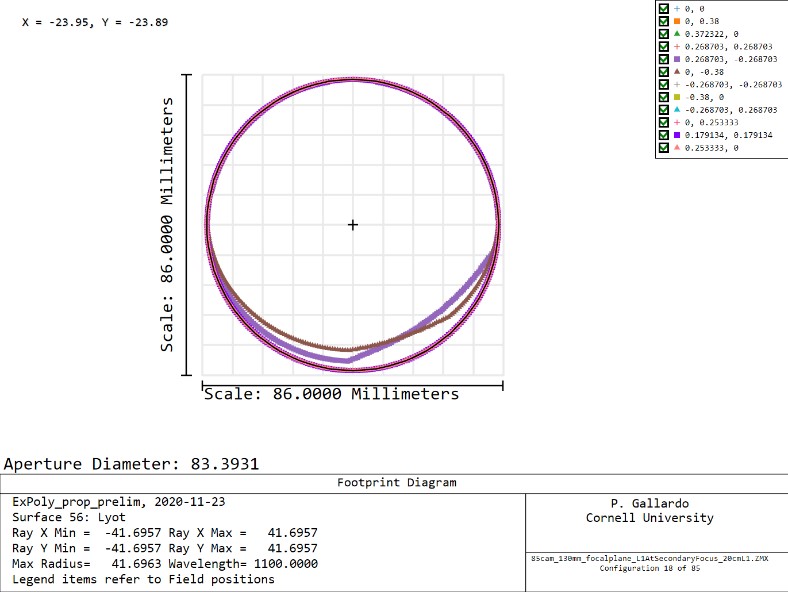 X = -23.95, Y = -23.89
0, 0
0, 0.38
0.372322, 0
0.268703, 0.268703
0.268703, -0.268703
0, -0.38
-0.268703, -0.268703
-0.38, 0
-0.268703, 0.268703
0, 0.253333
0.179134, 0.179134
0.253333, 0
Scale: 86.0000 Millimeters
Scale: 86.0000 Millimeters
Aperture Diameter: 83.3931
Footprint Diagram
ExPoly_prop_prelim, 2020-11-23
Surface 56: Lyot
Ray X Min = -41.6957 Ray X Max = 41.6957
Ray Y Min = -41.6957 Ray Y Max = 41.6957
Max Radius= 41.6963 Wavelength= 1100.0000
Legend items refer to Field positions
P. Gallardo
Cornell University
85cam_130mm_focalplane_L1AtSecondaryFocus_20cmL1.ZMX
Configuration 18 of 85